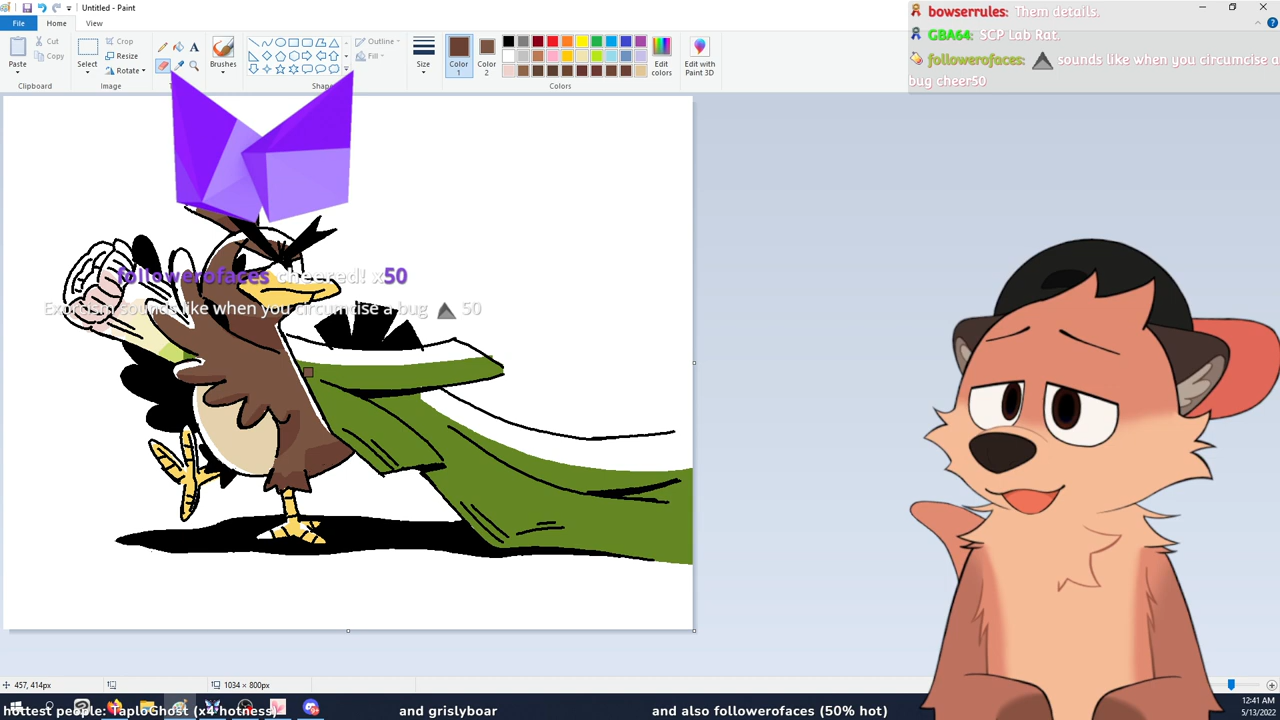 Untitled - Paint
File
Home
View
Paste
Cut
Copy
Clipboard
Select
Crop
Resize
Rotate
Image
A
Brushes
Shap
Outline
Fill
Size
Color 1
Color 2
Edit colors
Colors
Edit with Paint 3D
bowserrules: Them details.
GBA64: SCP Lab Rat.
followerofaces: sounds like when you circumcise a
bug cheer50
followerofaces cheered! x50
Exorcism sounds like when you circumcise a bug 50
457, 414px
1034 × 800px
12:41 AM
5/13/2022
hottest people: TaploGhost (x4 hotness)
and grislyboar
and also followerofaces (50% hot)